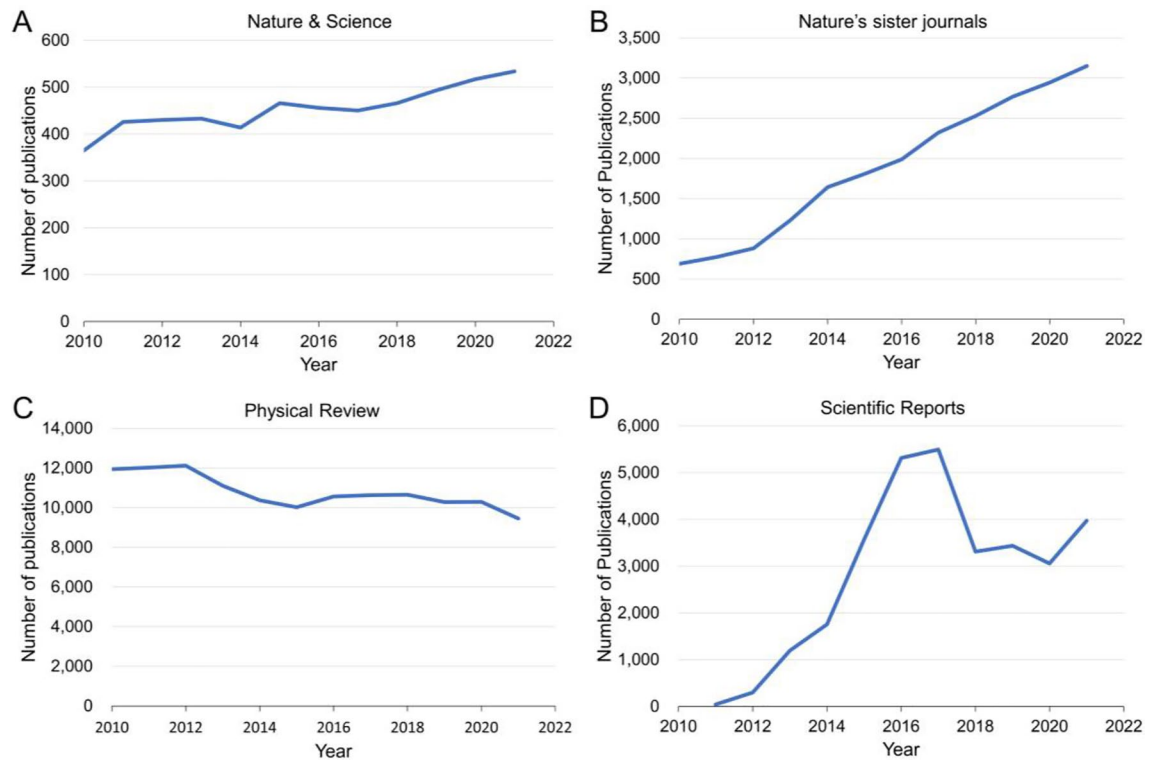 A
Nature & Science
Number of publications
600
500
400
300
200
100
0
2010 2012 2014 2016 2018 2020 2022
Year
B
Nature's sister journals
Number of Publications
3,500
3,000
2,500
2,000
1,500
1,000
500
0
2010 2012 2014 2016 2018 2020 2022
Year
C
Physical Review
Number of publications
14,000
12,000
10,000
8,000
6,000
4,000
2,000
0
2010 2012 2014 2016 2018 2020 2022
Year
D
Scientific Reports
Number of Publications
6,000
5,000
4,000
3,000
2,000
1,000
0
2010 2012 2014 2016 2018 2020 2022
Year